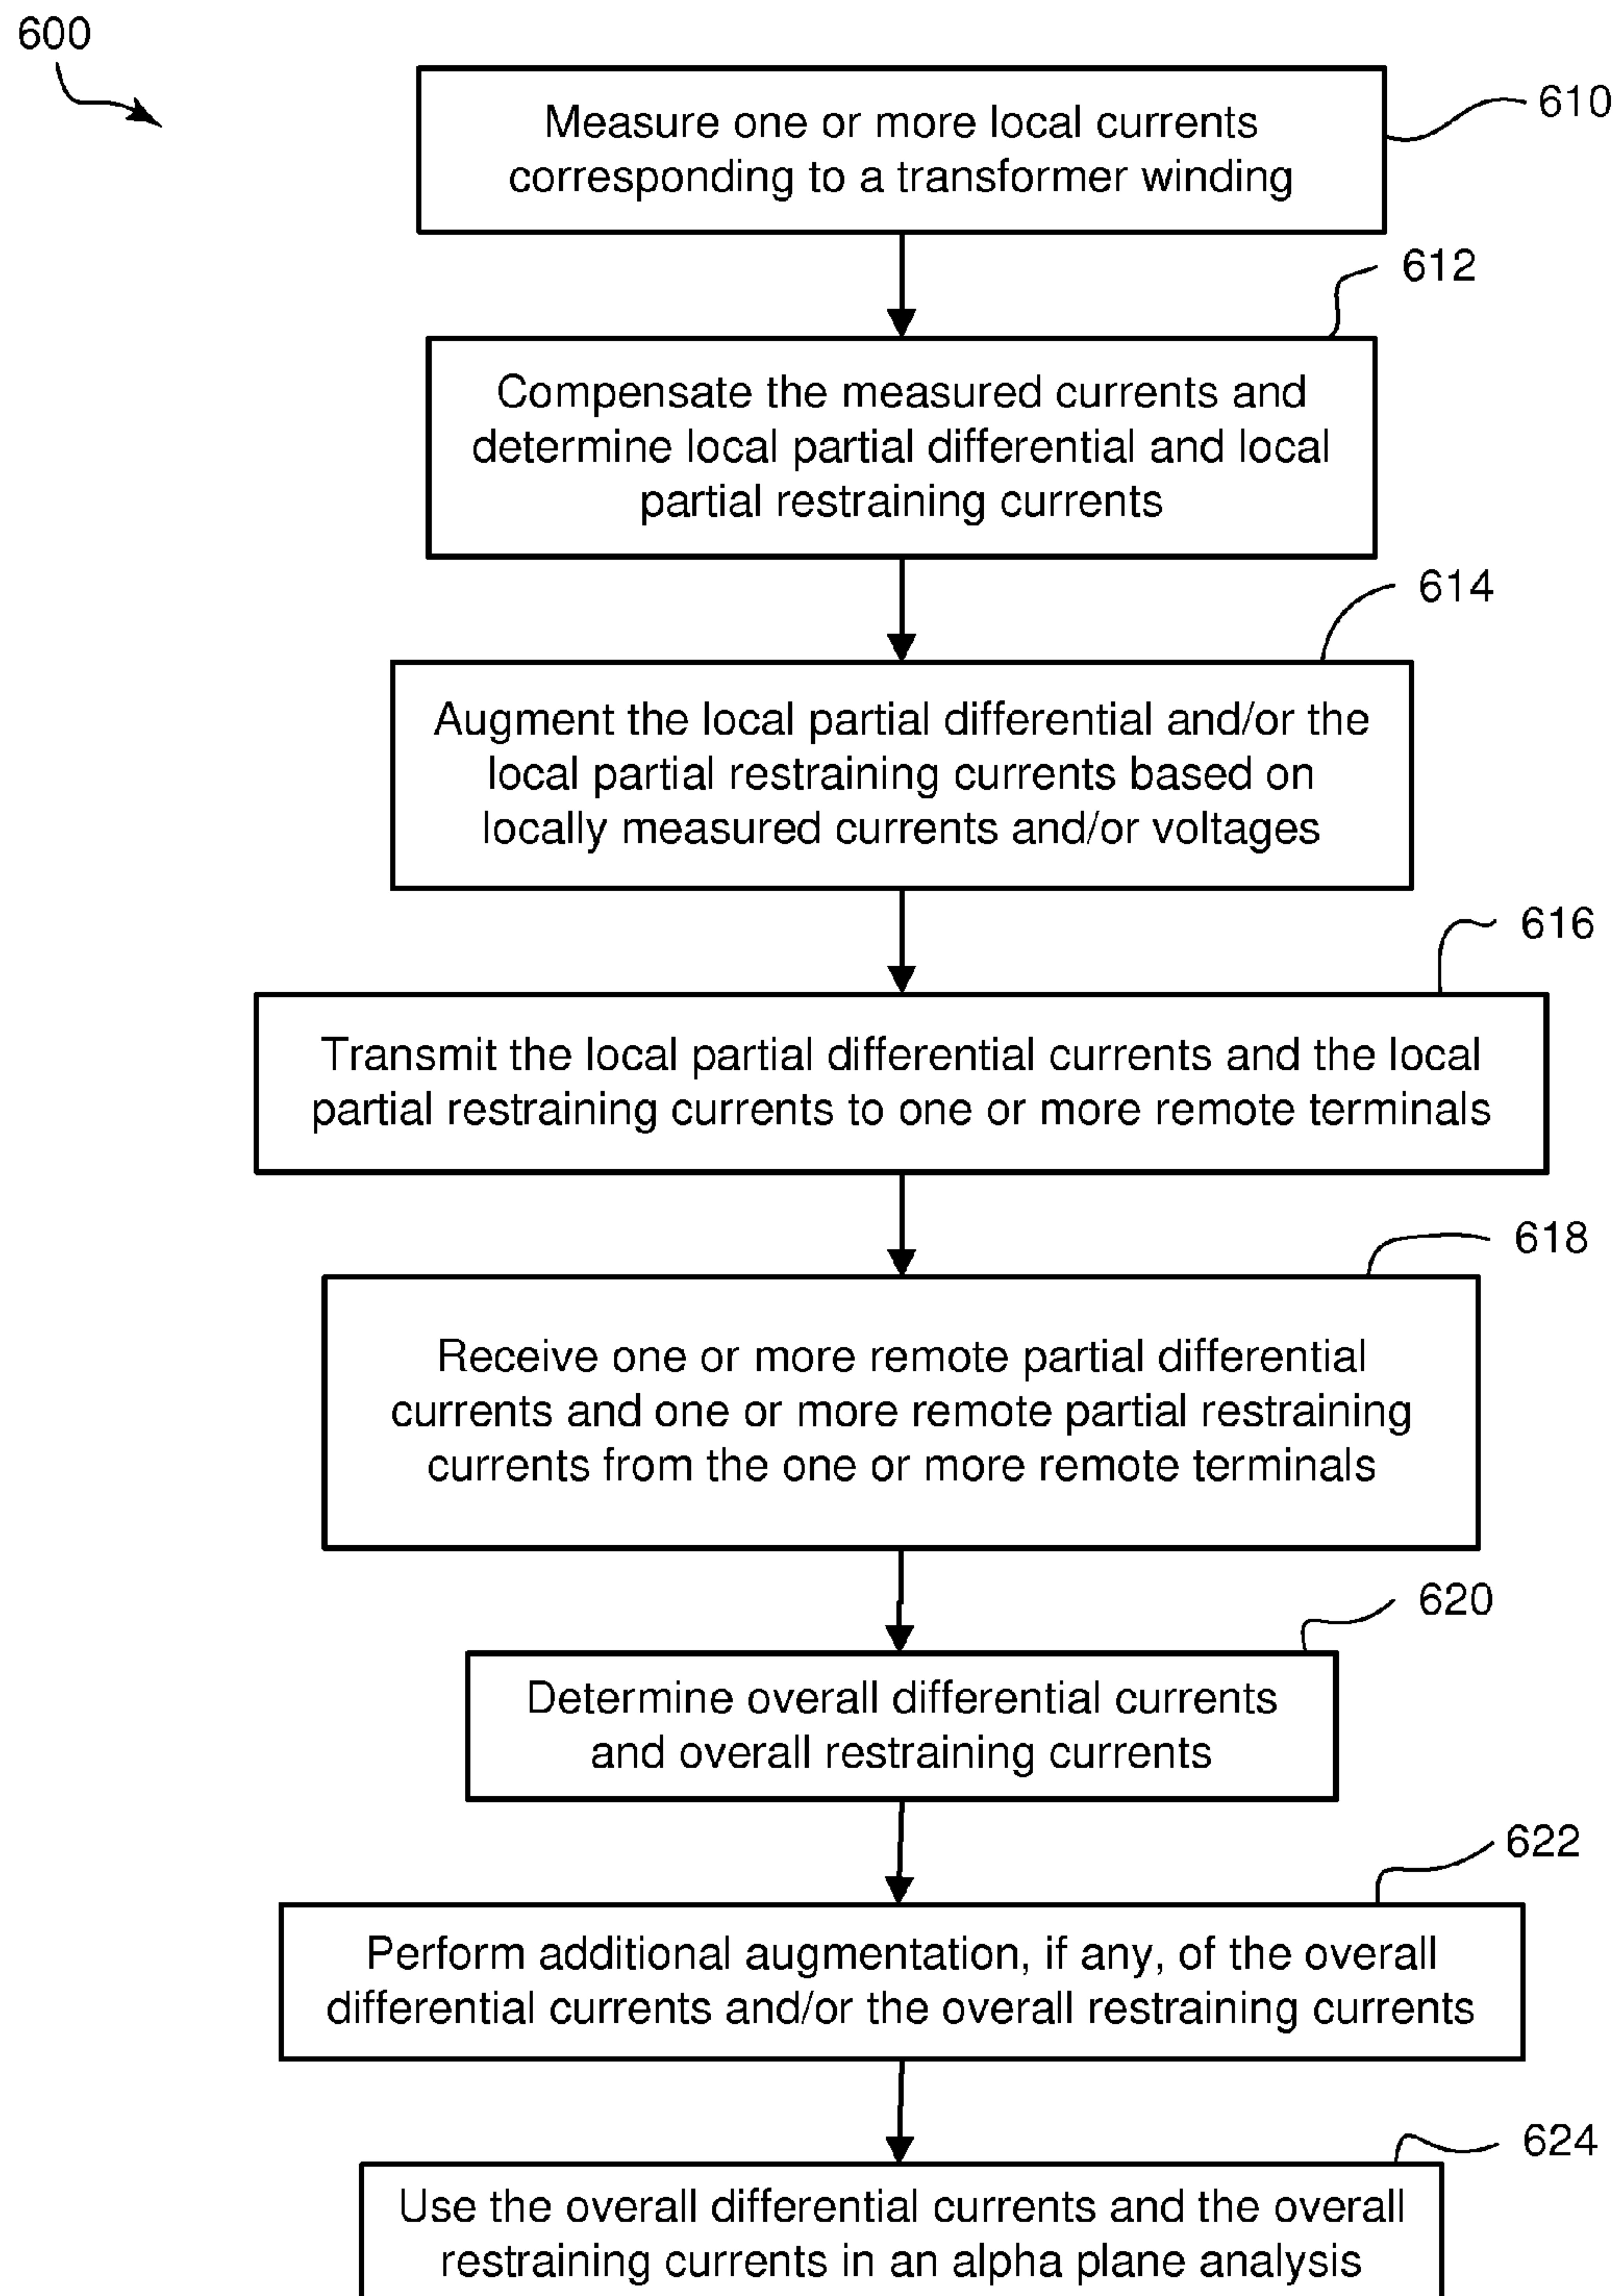 600
610
Measure one or more local currents
corresponding to a transformer winding
612
Compensate the measured currents and
determine local partial differential and local
partial restraining currents
614
Augment the local partial differential and/or the
local partial restraining currents based on
locally measured currents and/or voltages
616
Transmit the local partial differential currents and the local
partial restraining currents to one or more remote terminals
618
Receive one or more remote partial differential
currents and one or more remote partial restraining
currents from the one or more remote terminals
620
Determine overall differential currents
and overall restraining currents
622
Perform additional augmentation, if any, of the overall
differential currents and/or the overall restraining currents
624
Use the overall differential currents and the overall
restraining currents in an alpha plane analysis